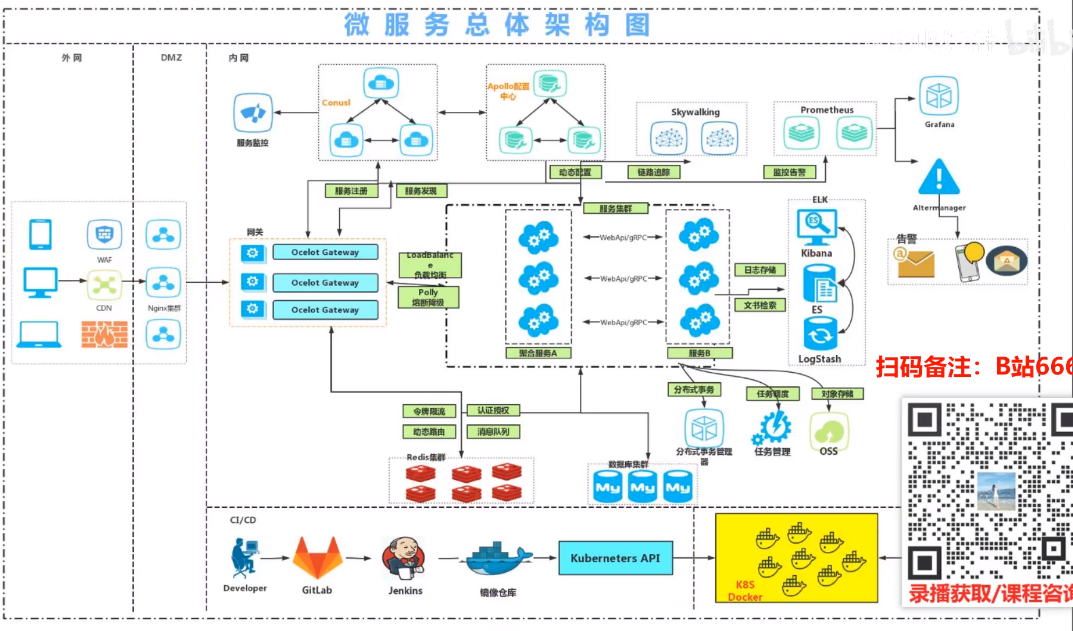 微服务总体架构图
外网
DMZ
内网
Conusl
Apollo配置
中心
服务监控
Skywalking
Prometheus
Grafana
动态配置
链路追踪
监控告警
服务注册
服务发现
Altermanager
服务集群
ELK
网关
告警
WAF
Ocelot Gateway
LoadBalanc
e
负载均衡
WebApi/gRPC
Kibana
日志存储
Ocelot Gateway
WebApi/gRPC
CDN
Nginx集群
Polly
熔断降级
文书检索
Ocelot Gateway
ES
WebApi/gRPC
聚合服务A
服务B
LogStash
扫码备注：B站666
分布式事务
任务调度
对象存储
令牌限流
认证授权
动态路由
消息队列
分布式事务管理
器
任务管理
OSS
Redis集群
数据库集群
My
My
My
CI/CD
Kuberneters API
K8S
Docker
Developer
GitLab
Jenkins
镜像仓库
录播获取/课程咨询
bilibili